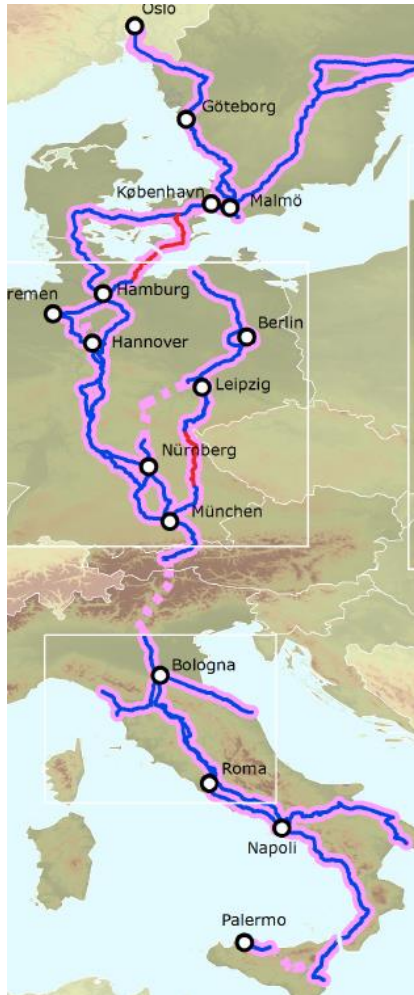 Oslo
Göteborg
København
Malmö
Hamburg
remen
Berlin
Hannover
Leipzig
Nürnberg
München
Bologna
Roma
Napoli
Palermo